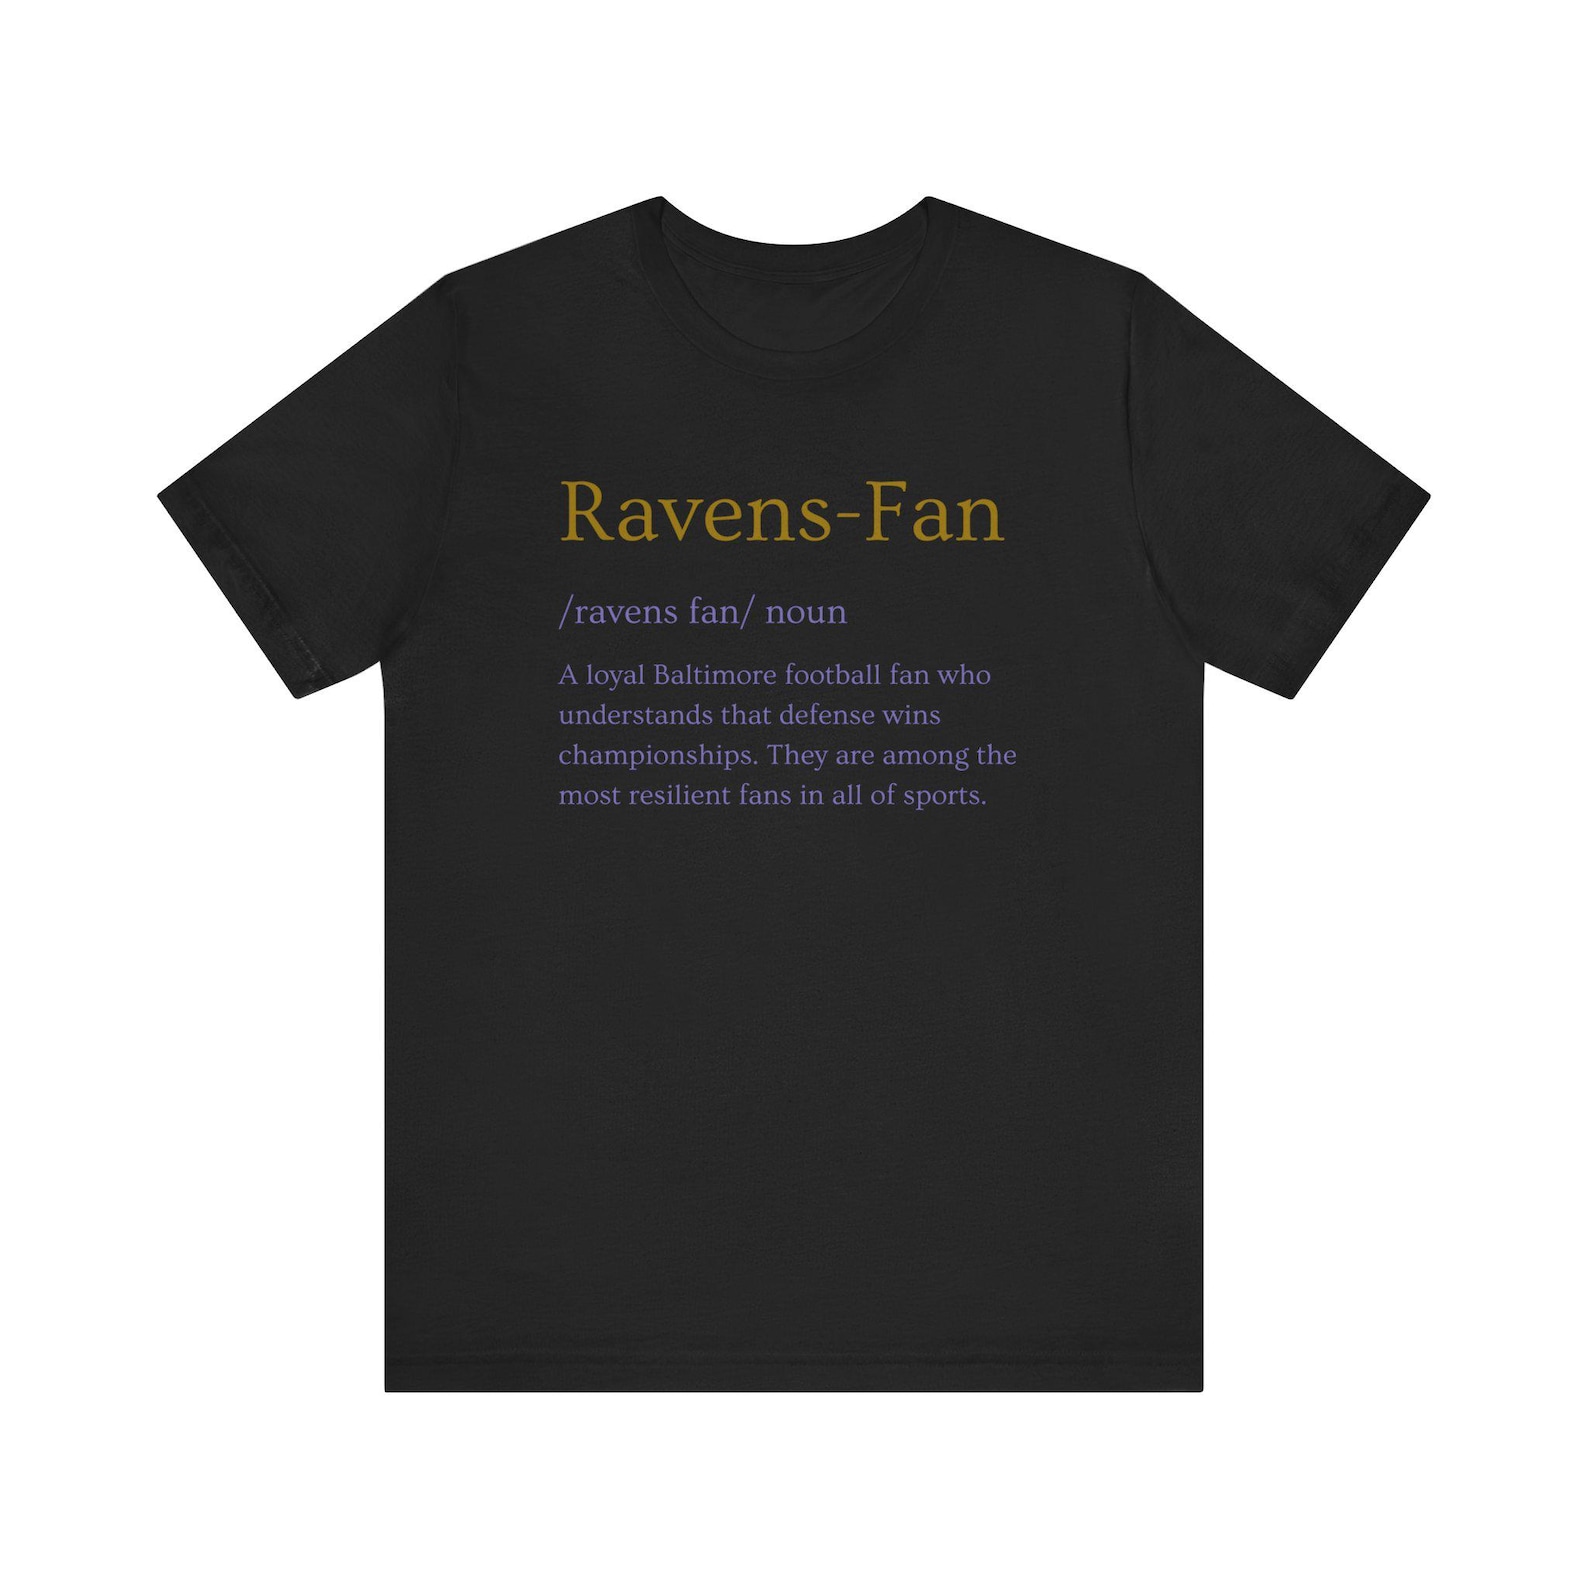 Ravens-Fan
/ravens fan/ noun
A loyal Baltimore football fan who
understands that defense wins
championships. They are among the
most resilient fans in all of sports.